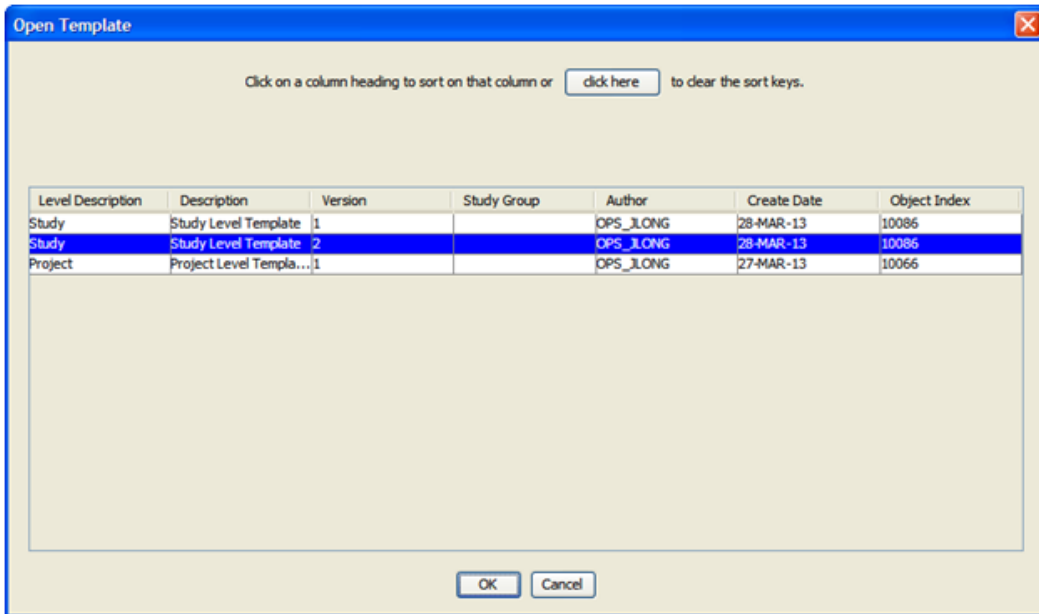 Open Template
Click on a column heading to sort on that column or click here to clear the sort keys.
Level Description Description Version Study Group Author Create Date Object Index
Study Study Level Template 1 OPS_JLONG 28-MAR-13 10086
Study Study Level Template 2 OPS_JLONG 28-MAR-13 10086
Project Project Level Templa... 1 OPS_JLONG 27-MAR-13 10066
OK Cancel